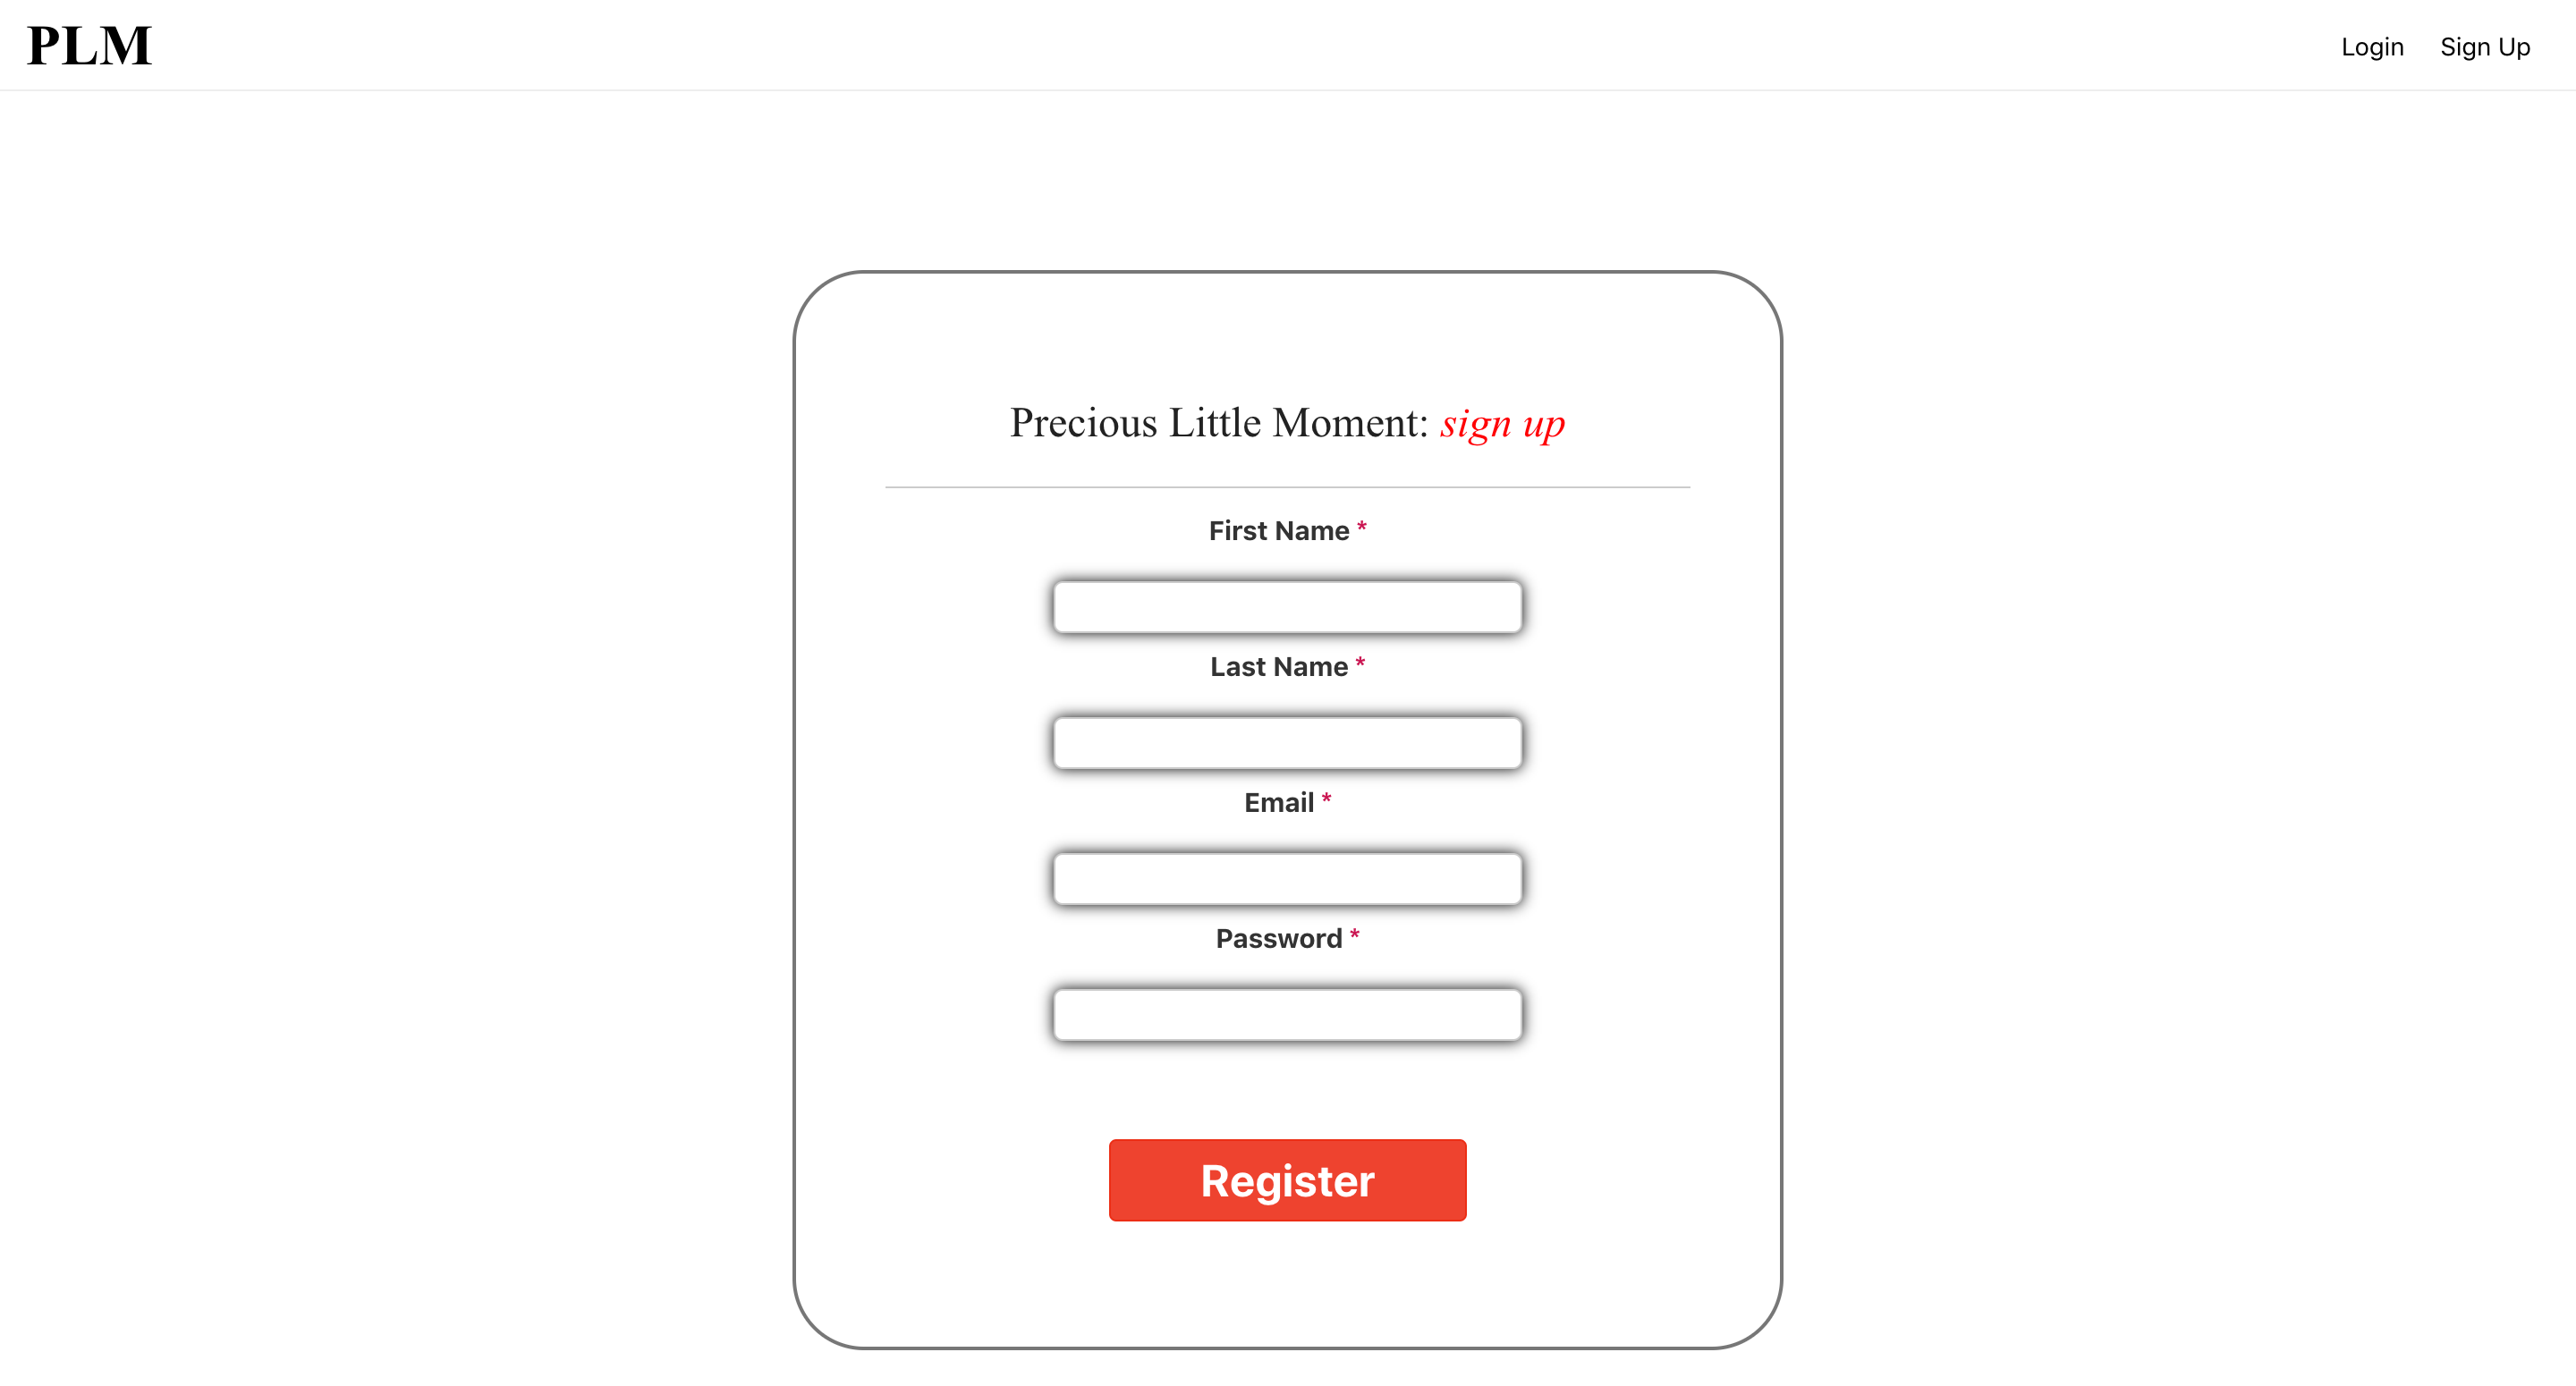 PLM
Login Sign Up
Precious Little Moment: sign up
First Name *
Last Name *
Email *
Password *
Register